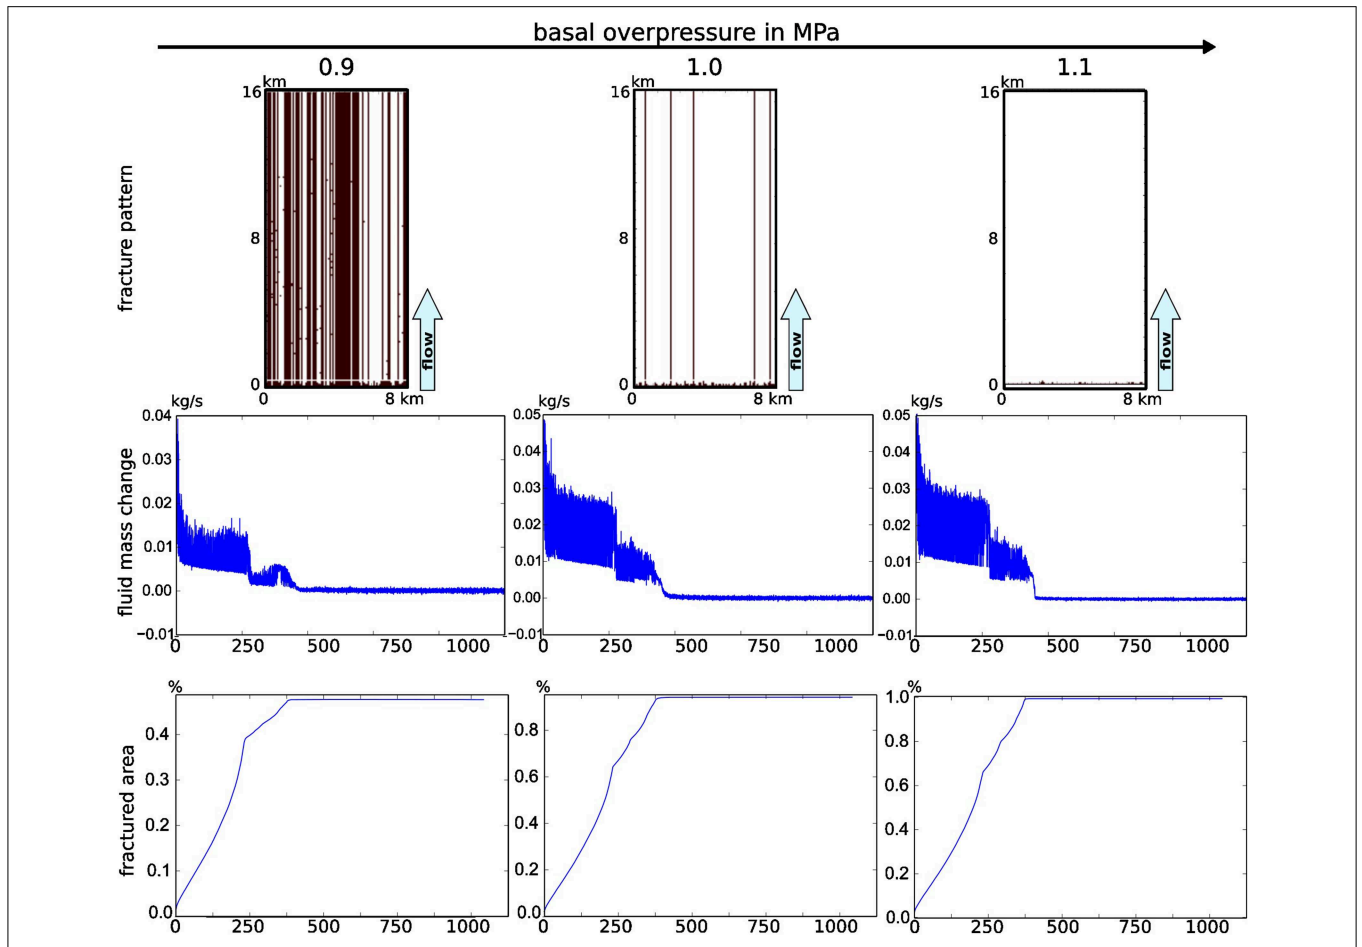 basal overpressure in MPa
0.9 1.0 1.1
km km km
16 16 16
fracture pattern
8 8 8
flow flow flow
0 0 0
0 8 km 0 8 km 0 8 km
kg/s kg/s kg/s
fluid mass change
0.04 0.05 0.05
0.03 0.04 0.04
0.02 0.03 0.03
0.01 0.02 0.02
0.00 0.01 0.01
−0.01 0.00 0.00
−0.01 −0.01
0 250 500 750 1000 0 250 500 750 1000 0 250 500 750 1000
% % %
fractured area
0.4 0.8 1.0
0.3 0.6 0.8
0.2 0.4 0.6
0.1 0.2 0.4
0.0 0.0 0.2
0.0
0 250 500 750 1000 0 250 500 750 1000 0 250 500 750 1000